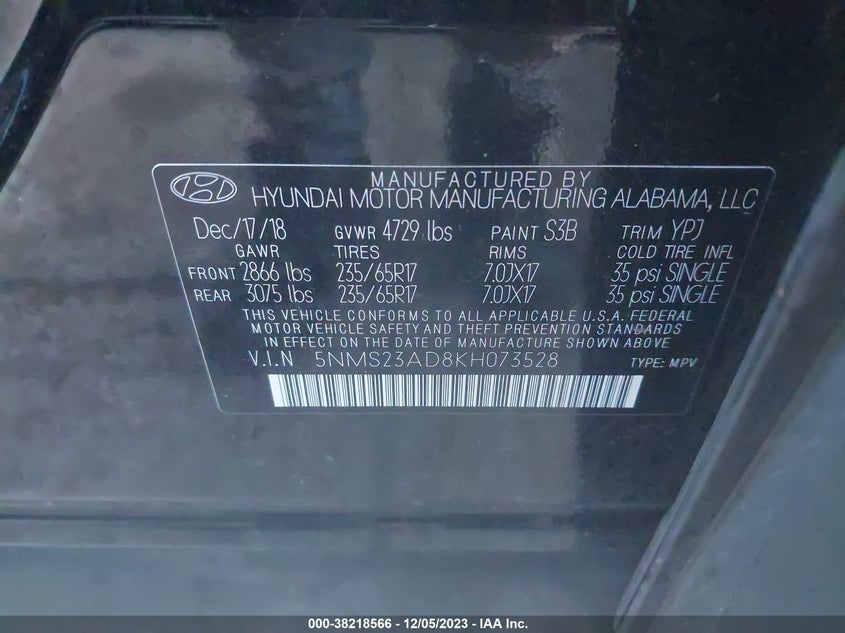 MANUFACTURED BY
HYUNDAI MOTOR MANUFACTURING ALABAMA, LLC
Dec/17/18 GVWR 4729 lbs PAINT S3B TRIM YPJ
GAWR TIRES RIMS COLD TIRE INFL
FRONT 2866 lbs 235/65R17 7.0JX17 35 psi SINGLE
REAR 3075 lbs 235/65R17 7.0JX17 35 psi SINGLE
THIS VEHICLE CONFORMS TO ALL APPLICABLE U.S.A. FEDERAL
MOTOR VEHICLE SAFETY AND THEFT PREVENTION STANDARDS
IN EFFECT ON THE DATE OF MANUFACTURE SHOWN ABOVE
V.I.N 5NMS23AD8KH073528 TYPE: MPV
000-38218566 - 12/05/2023 - IAA Inc.